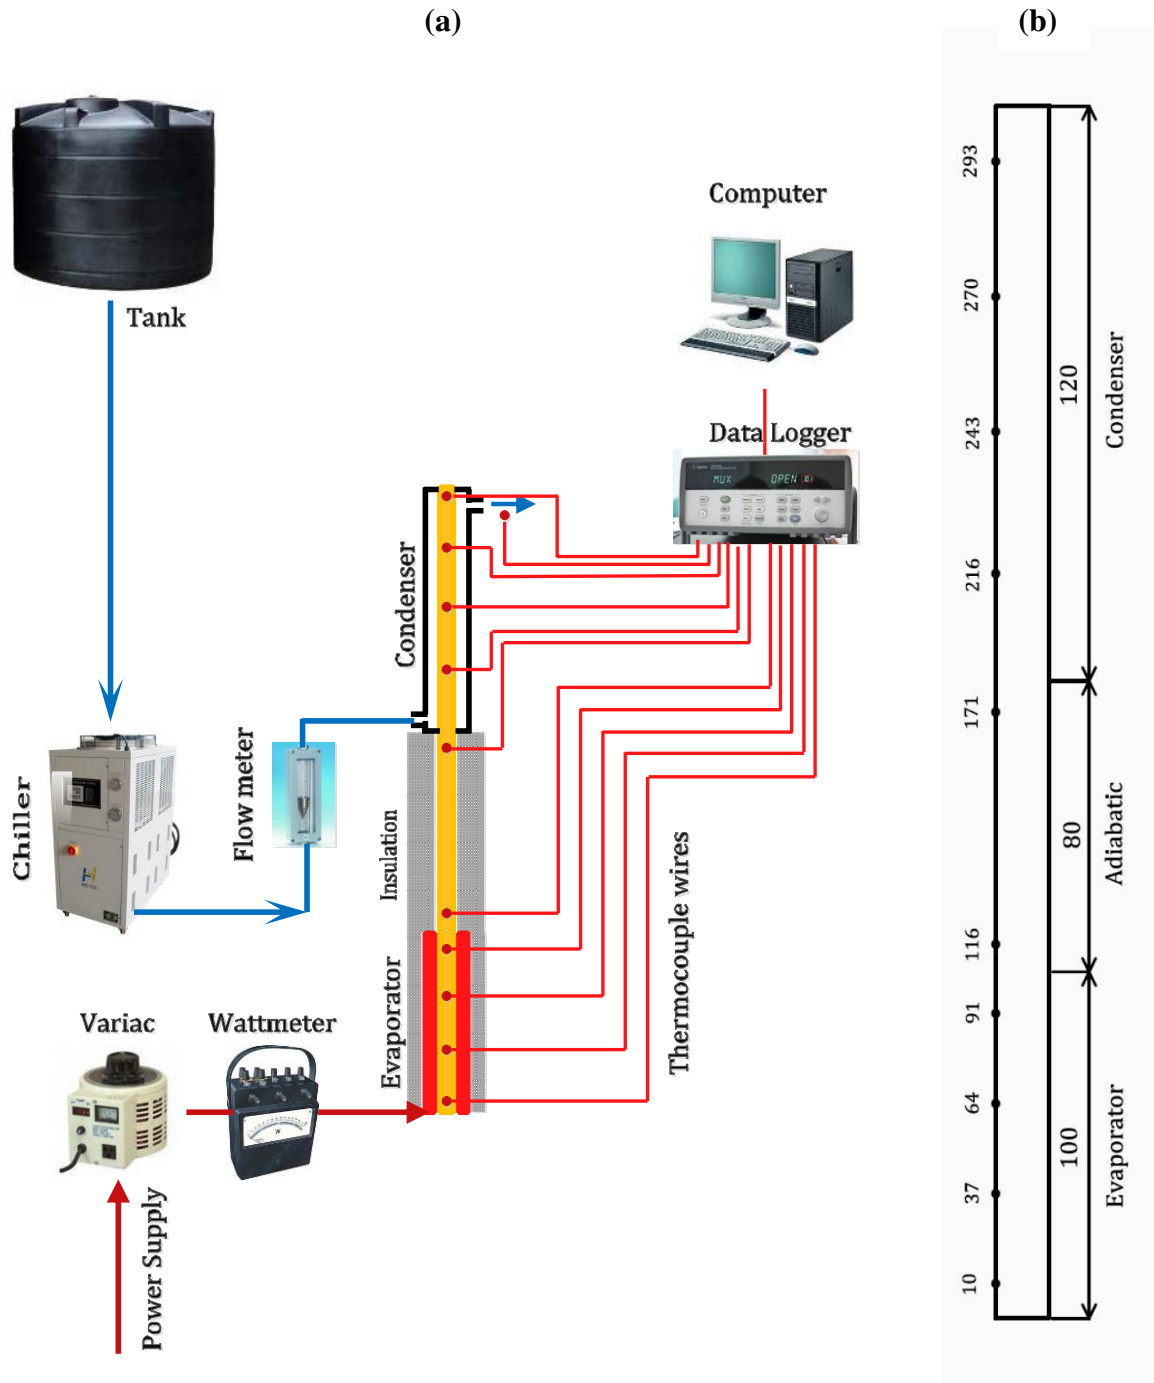 (a)
(b)
Tank
Computer
Data Logger
MUX
OPEN
Condenser
Chiller
Flow meter
Insulation
Evaporator
Thermocouple wires
Variac
Wattmeter
W
Power Supply
293
270
243
216
171
116
91
64
37
10
120
80
100
Condenser
Adiabatic
Evaporator